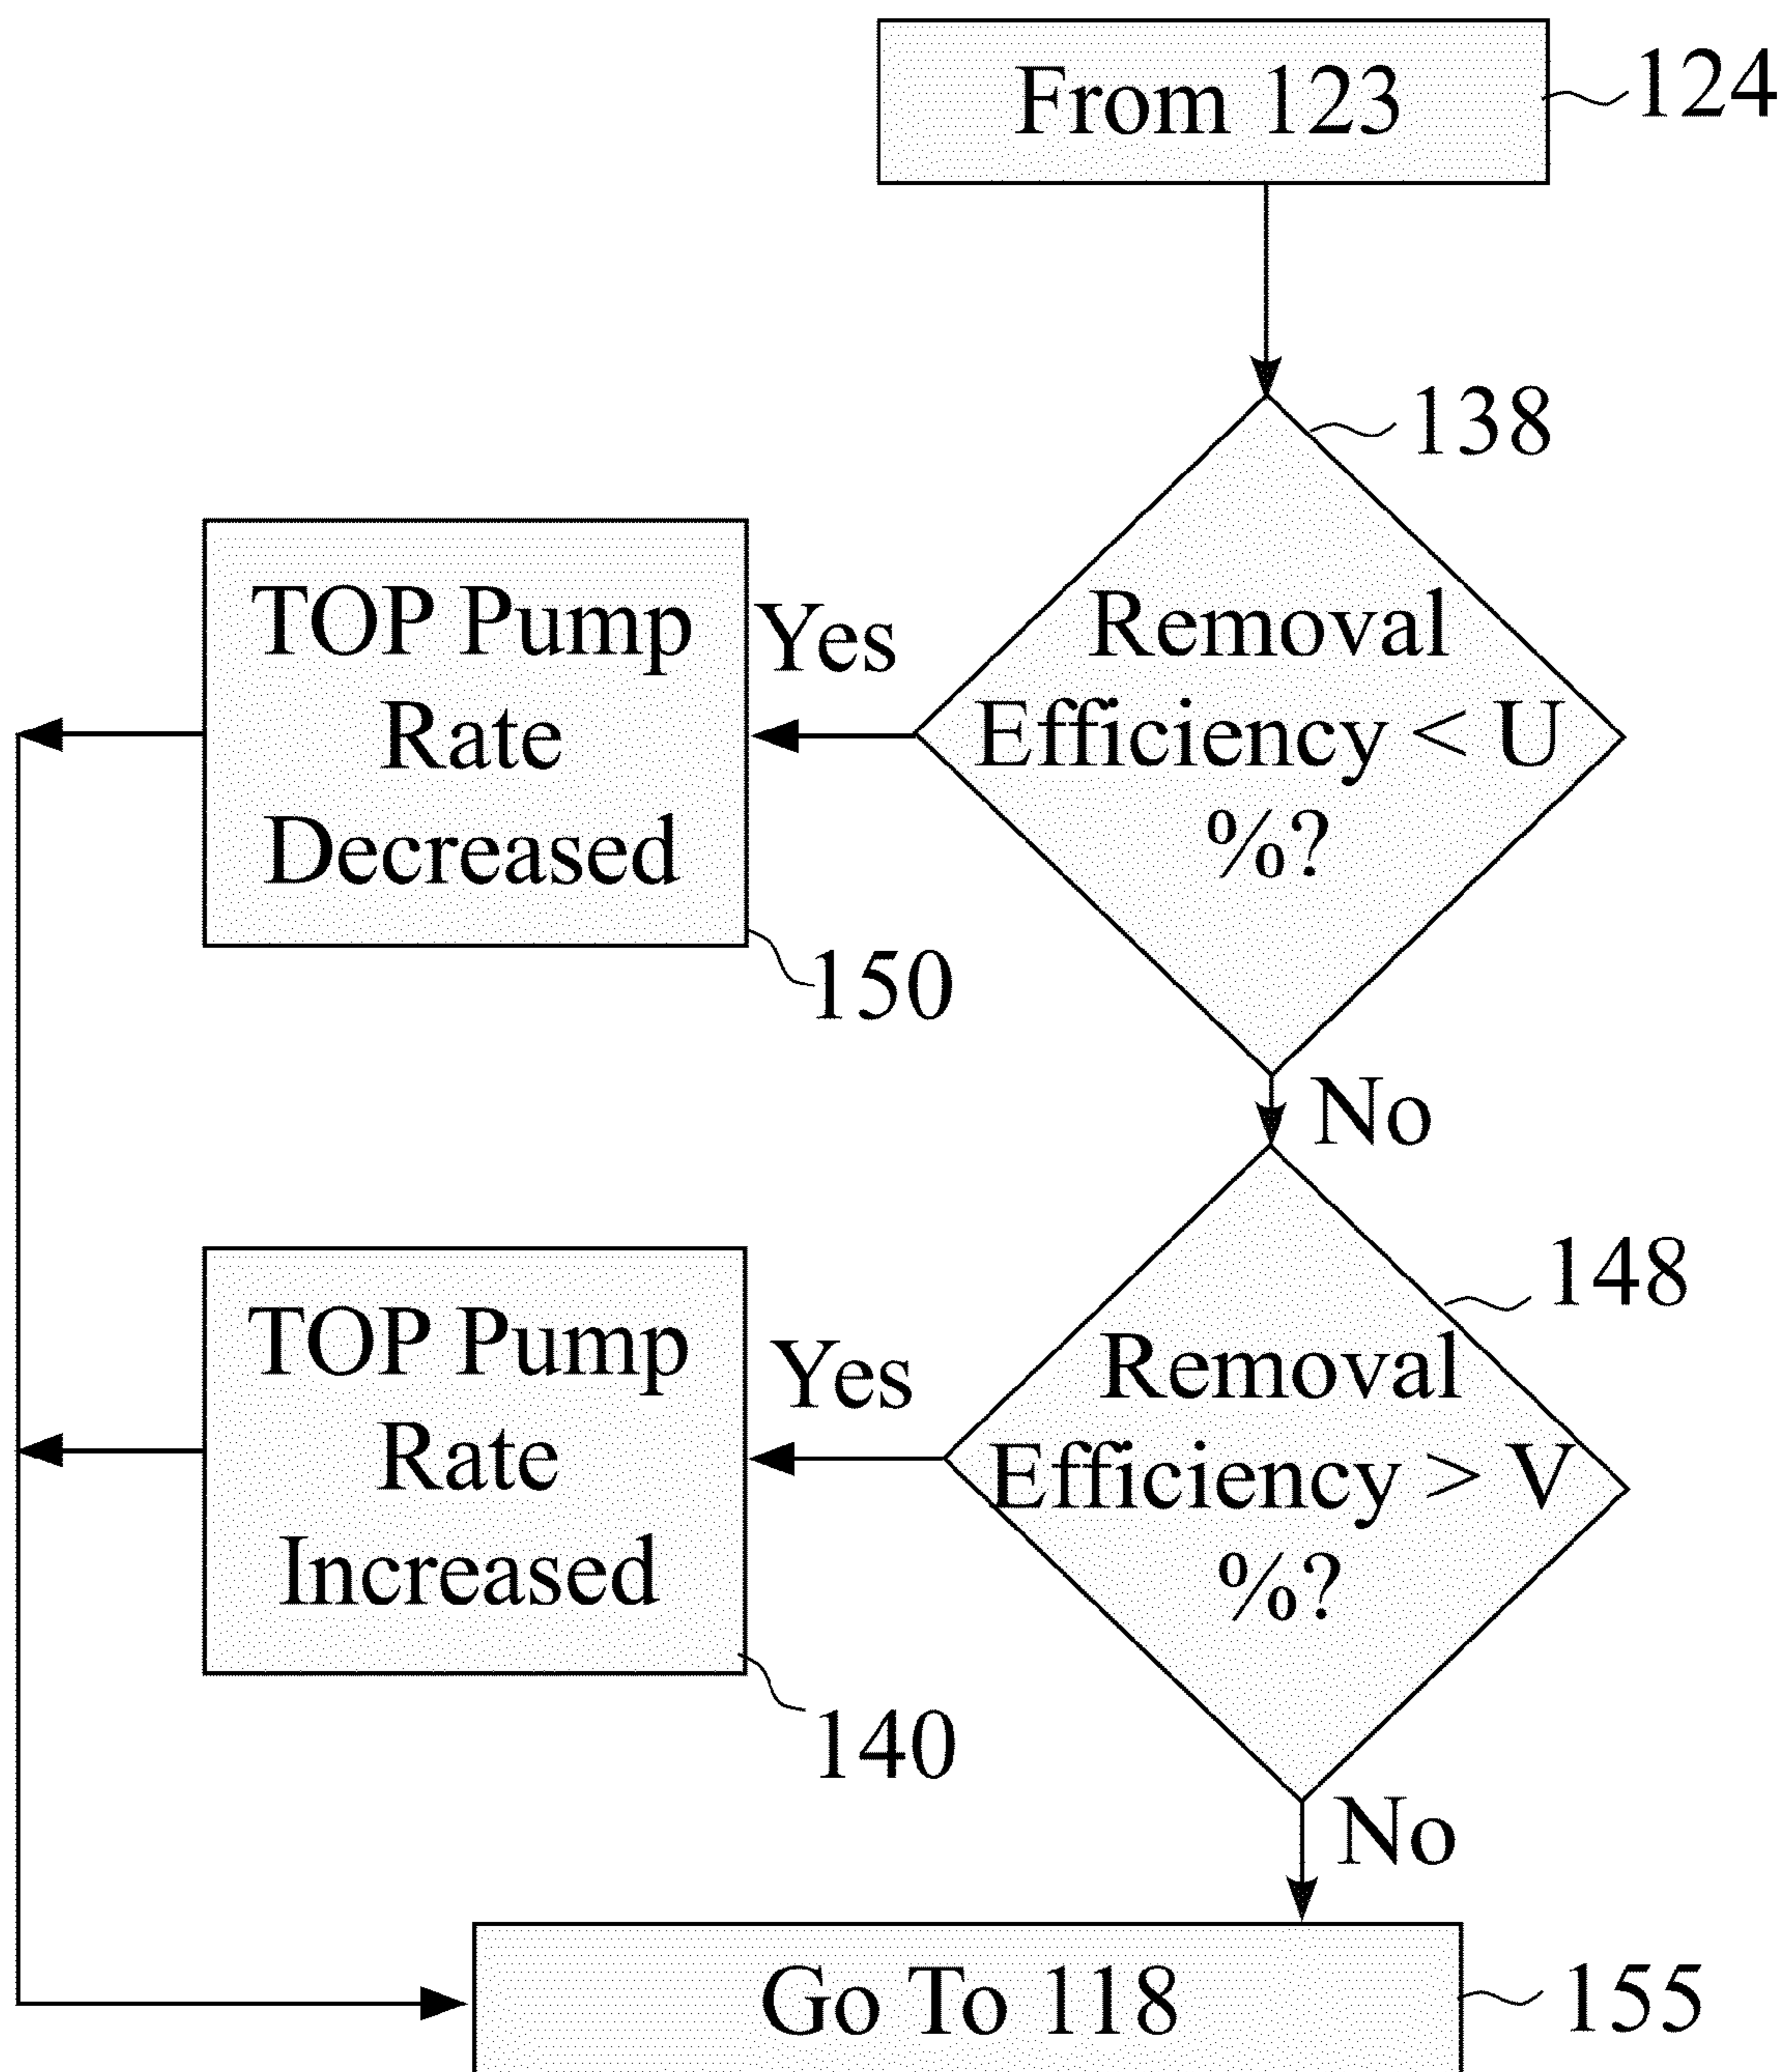 From 123
124
138
Removal
Efficiency < U
%?
Yes
TOP Pump
Rate
Decreased
150
No
148
Removal
Efficiency > V
%?
Yes
TOP Pump
Rate
Increased
140
No
Go To 118
155